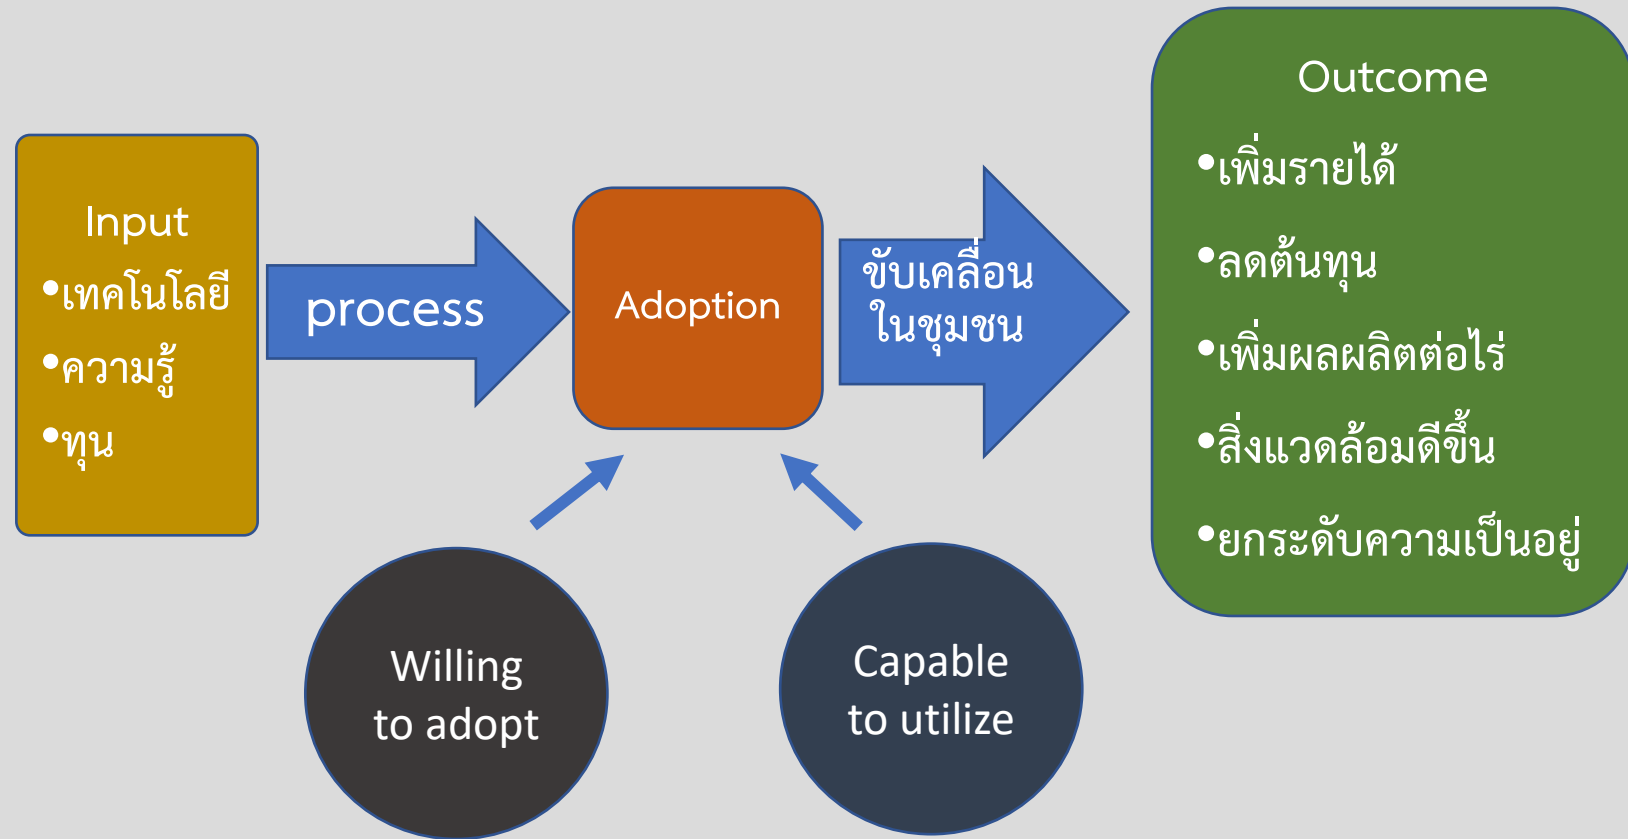 Input
•เทคโนโลยี
•ความรู้
•ทุน
process
Adoption
ขับเคลื่อน
ในชุมชน
Outcome
•เพิ่มรายได้
•ลดต้นทุน
•เพิ่มผลผลิตต่อไร่
•สิ่งแวดล้อมดีขึ้น
•ยกระดับความเป็นอยู่
Willing
to adopt
Capable
to utilize